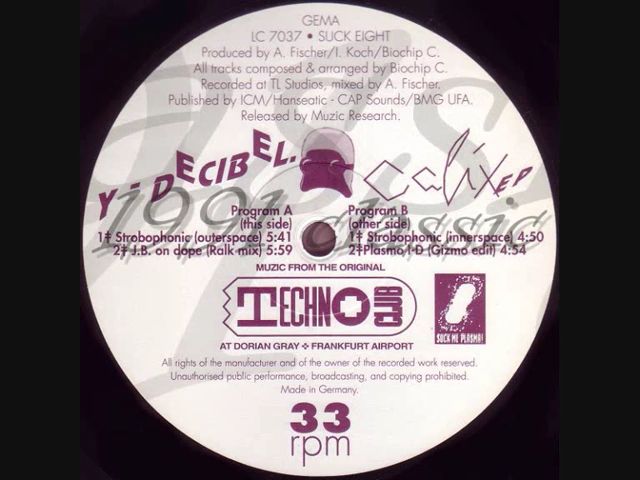 GEMA
LC 7037 • SUCK EIGHT
Produced by A. Fischer/I. Koch/Biochip C.
All tracks composed & arranged by Biochip C.
Recorded at TL Studios, mixed by A. Fischer.
Published by ICM/Hanseatic - CAP Sounds/BMG UFA.
Released by Muzic Research.
Y - DECIBEL.
Calix EP
1991 classic
Program A
(this side)
1‡ Strobophonic (outerspace) 5:41
2‡ J.B. on dope (Ralk mix) 5:59
Program B
(other side)
1‡ Strobophonic (innerspace) 4:50
2‡ Plasmo I-D (Gizmo edit) 4:54
MUZIC FROM THE ORIGINAL
TECHNO CLUB
SUCK ME PLASMA!
AT DORIAN GRAY ✥ FRANKFURT AIRPORT
All rights of the manufacturer and of the owner of the recorded work reserved.
Unauthorised public performance, broadcasting, and copying prohibited.
Made in Germany.
33
rpm